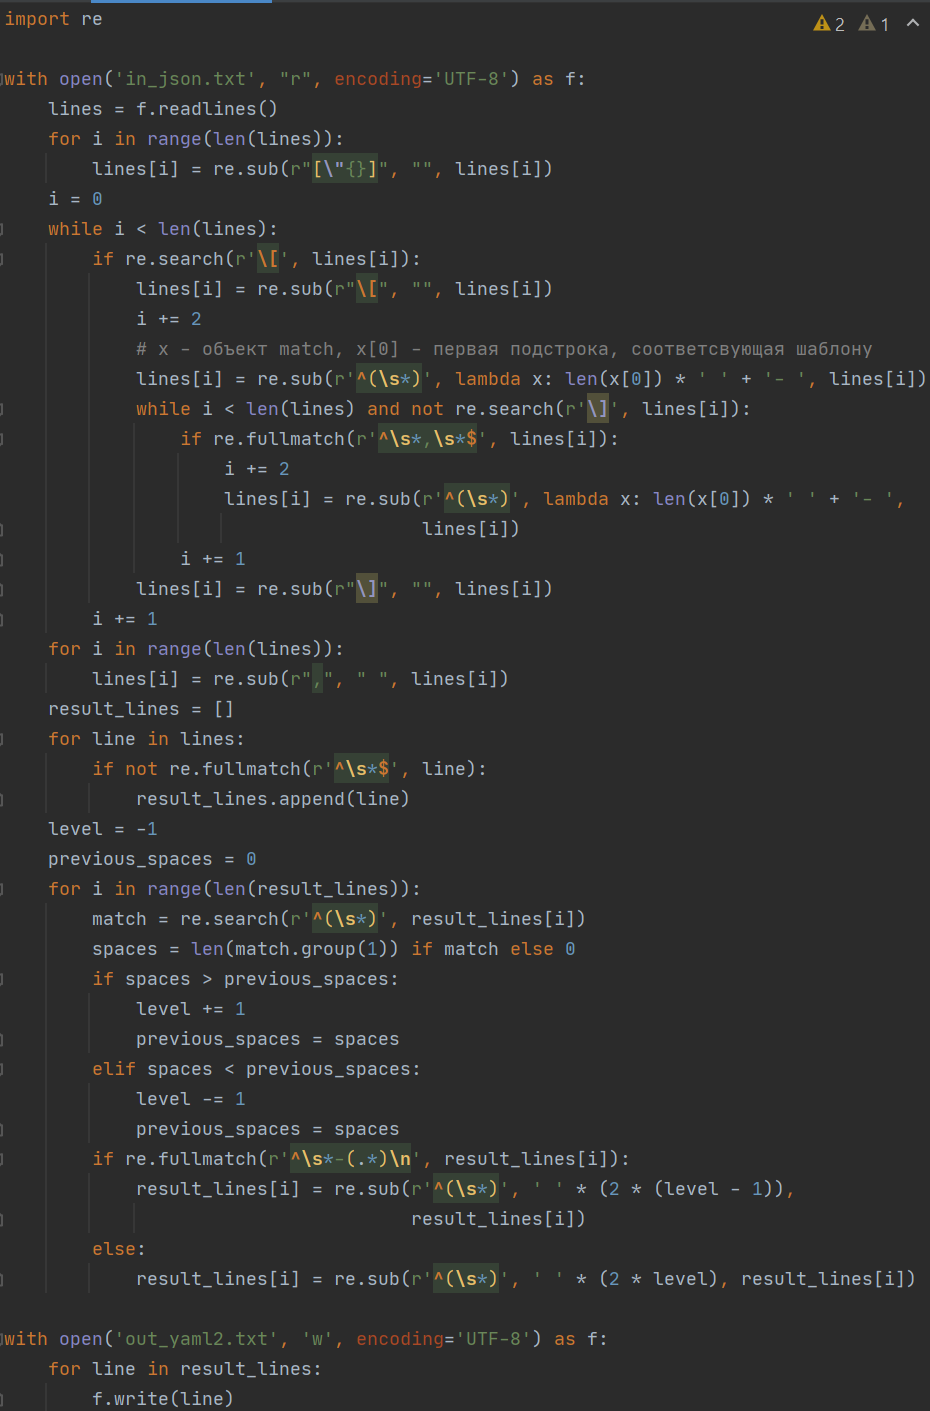 import re
2 1
with open('in_json.txt', "r", encoding='UTF-8') as f:
    lines = f.readlines()
    for i in range(len(lines)):
        lines[i] = re.sub(r"[\"{}]", "", lines[i])
    i = 0
    while i < len(lines):
        if re.search(r'\[', lines[i]):
            lines[i] = re.sub(r"\[", "", lines[i])
            i += 2
            # x - объект match, x[0] - первая подстрока, соответсвующая шаблону
            lines[i] = re.sub(r'^(\s*)', lambda x: len(x[0]) * ' ' + '- ', lines[i])
            while i < len(lines) and not re.search(r'\]', lines[i]):
                if re.fullmatch(r'^\s*,\s*$', lines[i]):
                    i += 2
                    lines[i] = re.sub(r'^(\s*)', lambda x: len(x[0]) * ' ' + '- ',
                                      lines[i])
                i += 1
            lines[i] = re.sub(r"\]", "", lines[i])
        i += 1
    for i in range(len(lines)):
        lines[i] = re.sub(r",", " ", lines[i])
    result_lines = []
    for line in lines:
        if not re.fullmatch(r'^\s*$', line):
            result_lines.append(line)
    level = -1
    previous_spaces = 0
    for i in range(len(result_lines)):
        match = re.search(r'^(\s*)', result_lines[i])
        spaces = len(match.group(1)) if match else 0
        if spaces > previous_spaces:
            level += 1
            previous_spaces = spaces
        elif spaces < previous_spaces:
            level -= 1
            previous_spaces = spaces
        if re.fullmatch(r'^\s*-(.*)\n', result_lines[i]):
            result_lines[i] = re.sub(r'^(\s*)', ' ' * (2 * (level - 1)),
                                     result_lines[i])
        else:
            result_lines[i] = re.sub(r'^(\s*)', ' ' * (2 * level), result_lines[i])
with open('out_yaml2.txt', 'w', encoding='UTF-8') as f:
    for line in result_lines:
        f.write(line)